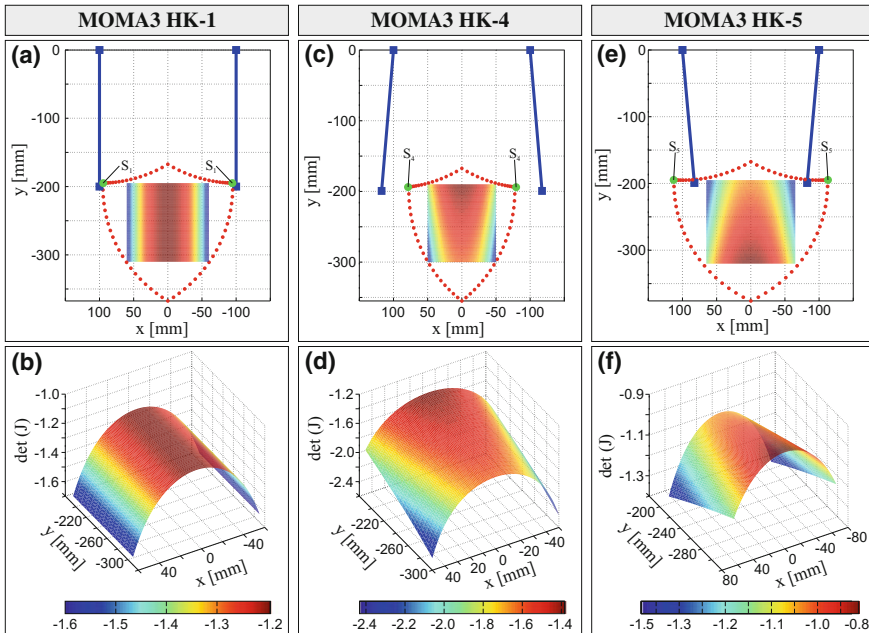 MOMA3 HK-1
MOMA3 HK-4
MOMA3 HK-5
(a)
0
-100
-200
-300
y [mm]
S1
S1
100 50 0 -50 -100
x [mm]
(c)
0
-100
-200
-300
y [mm]
S4
S4
100 50 0 -50 -100
x [mm]
(e)
0
-100
-200
-300
y [mm]
S5
S5
100 50 0 -50 -100
x [mm]
(b)
-1.0
-1.2
-1.4
-1.6
det (J)
-220
-260
-300
y [mm]
40 0 -40
x [mm]
-1.6 -1.5 -1.4 -1.3 -1.2
(d)
-1.2
-1.6
-2.0
-2.4
-2.6
det (J)
-220
-260
-300
y [mm]
40 20 0 -20 -40
x [mm]
-2.4 -2.2 -2.0 -1.8 -1.6 -1.4
(f)
-0.9
-1.1
-1.3
det (J)
-200
-240
-280
y [mm]
80 40 0 -40 -80
x [mm]
-1.5 -1.3 -1.1 -1.0 -0.8